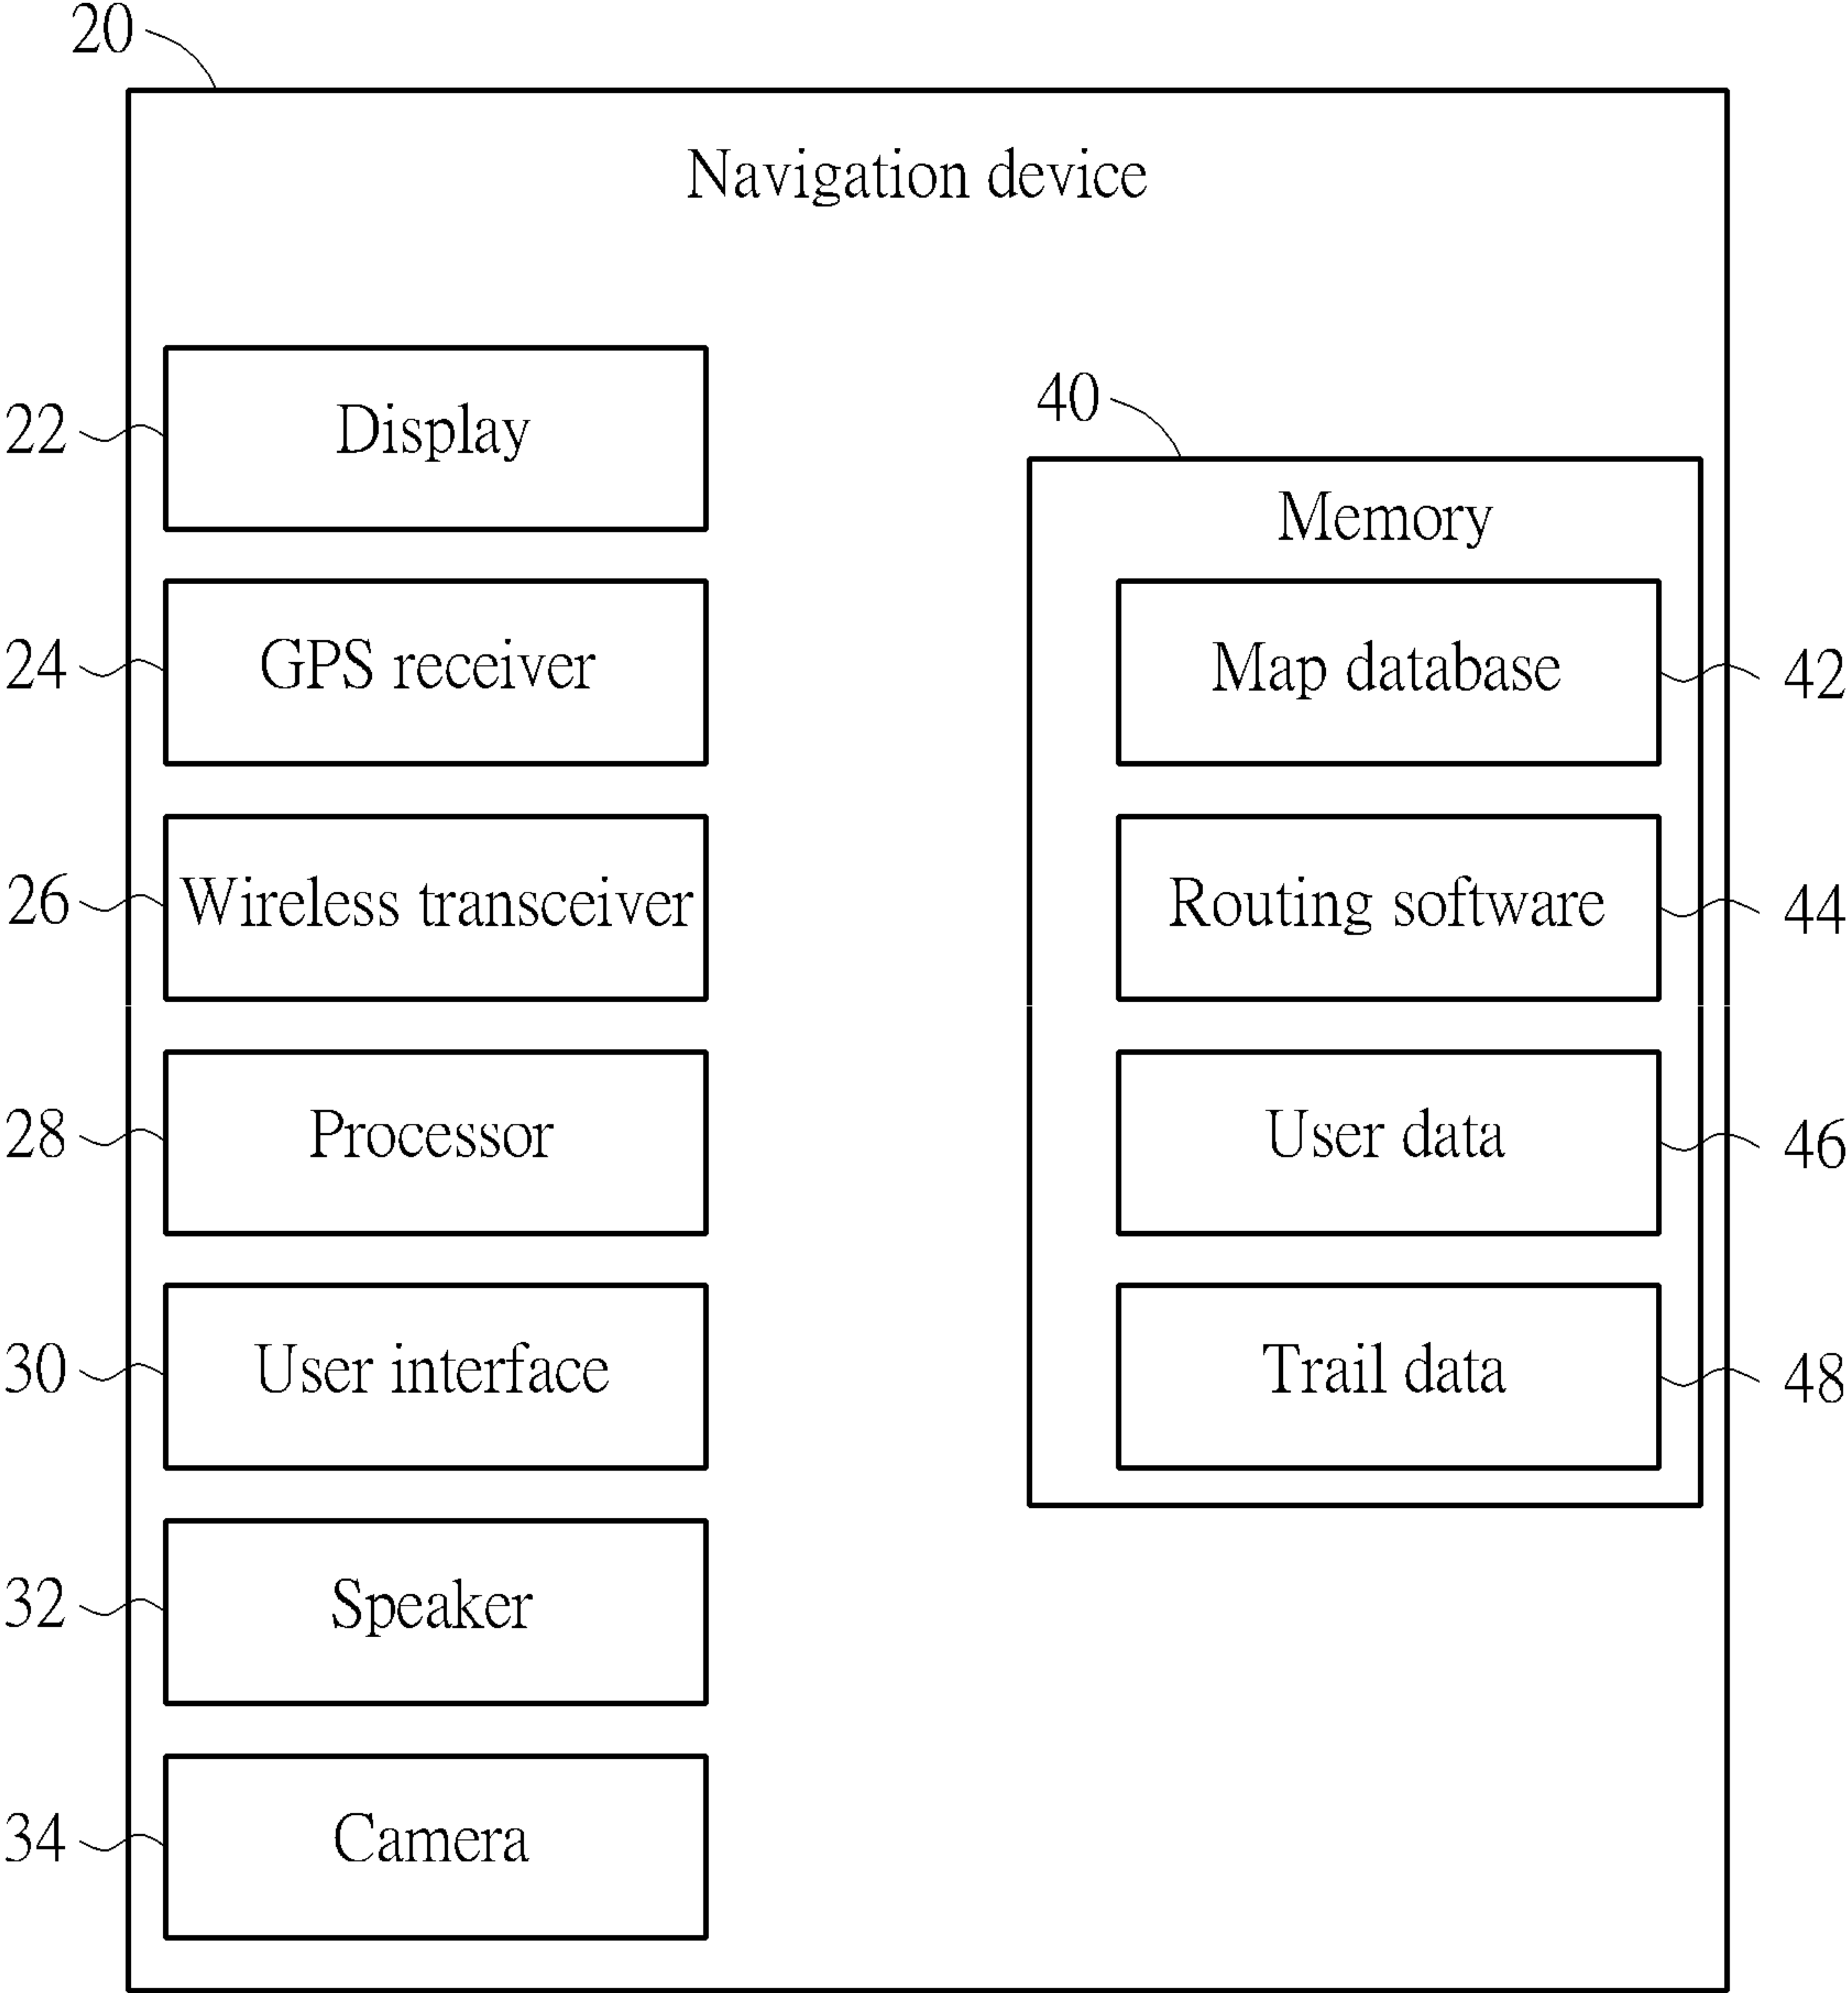 20
Navigation device
22
Display
24
GPS receiver
26
Wireless transceiver
28
Processor
30
User interface
32
Speaker
34
Camera
40
Memory
Map database
42
Routing software
44
User data
46
Trail data
48